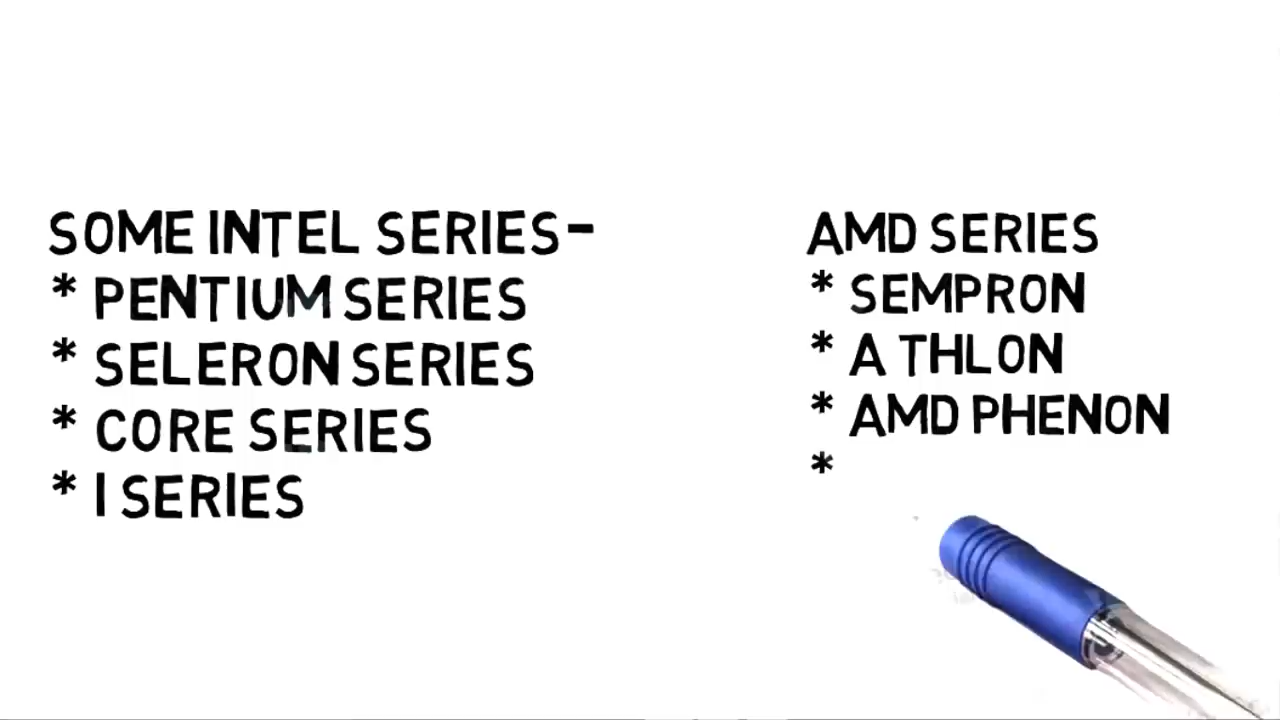 SOME INTEL SERIES-
* PENTIUM SERIES
* SELERON SERIES
* CORE SERIES
* I SERIES
AMD SERIES
* SEMPRON
* A THLON
* AMD PHENON
*